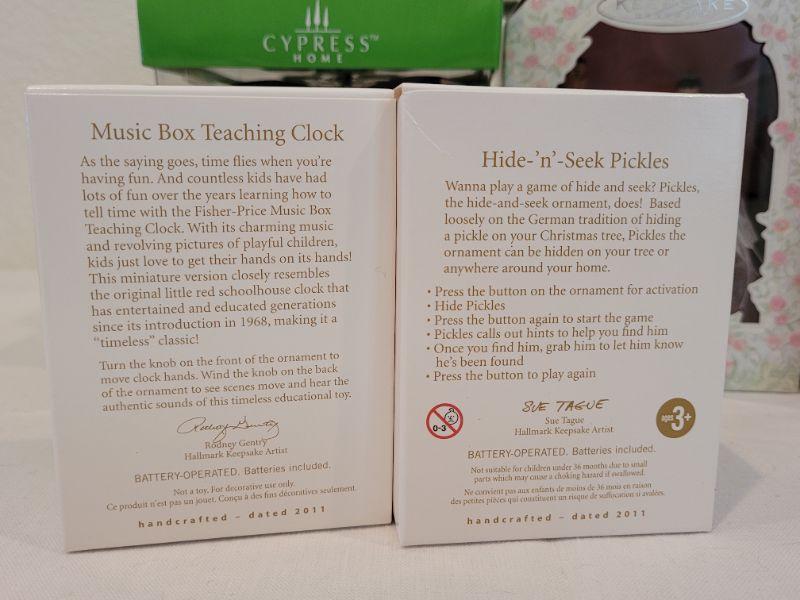 CYPRESS™
HOME
KEEPSAKE
Music Box Teaching Clock
As the saying goes, time flies when you're
having fun. And countless kids have had
lots of fun over the years learning how to
tell time with the Fisher-Price Music Box
Teaching Clock. With its charming music
and revolving pictures of playful children,
kids just love to get their hands on its hands!
This miniature version closely resembles
the original little red schoolhouse clock that
has entertained and educated generations
since its introduction in 1968, making it a
“timeless” classic!
Turn the knob on the front of the ornament to
move clock hands. Wind the knob on the back
of the ornament to see scenes move and hear the
authentic sounds of this timeless educational toy.
Rodney Gentry
Rodney Gentry
Hallmark Keepsake Artist
BATTERY-OPERATED. Batteries included.
Not a toy. For decorative use only.
Ce produit n'est pas un jouet. Conçu à des fins décoratives seulement.
handcrafted – dated 2011
Hide-'n'-Seek Pickles
Wanna play a game of hide and seek? Pickles,
the hide-and-seek ornament, does! Based
loosely on the German tradition of hiding
a pickle on your Christmas tree, Pickles the
ornament can be hidden on your tree or
anywhere around your home.
• Press the button on the ornament for activation
• Hide Pickles
• Press the button again to start the game
• Pickles calls out hints to help you find him
• Once you find him, grab him to let him know
he's been found
• Press the button to play again
0-3
SUE TAGUE
Sue Tague
Hallmark Keepsake Artist
ages 3+
BATTERY-OPERATED. Batteries included.
Not suitable for children under 36 months due to small
parts which may cause a choking hazard if swallowed.
Ne convient pas aux enfants de moins de 36 mois en raison
des petites pièces qui constituent un risque de suffocation si avalées.
handcrafted – dated 2011